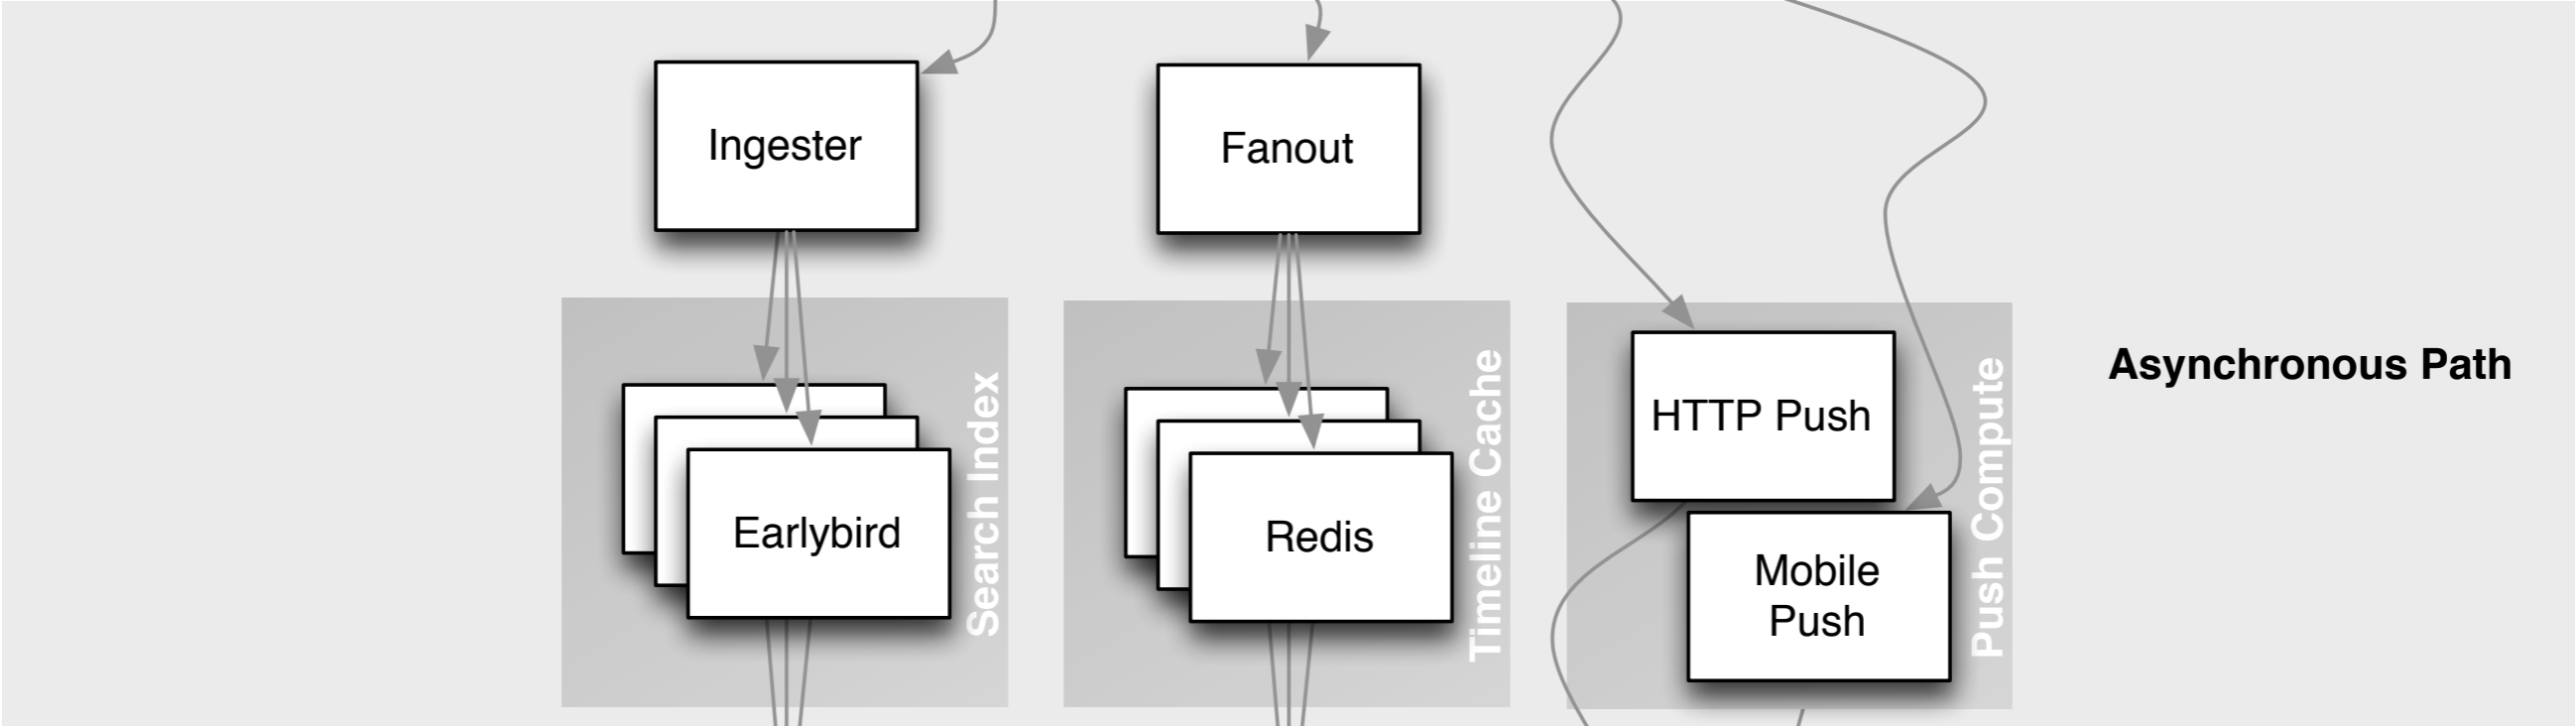 Ingester
Fanout
Earlybird
Search Index
Redis
Timeline Cache
HTTP Push
Mobile
Push
Push Compute
Asynchronous Path